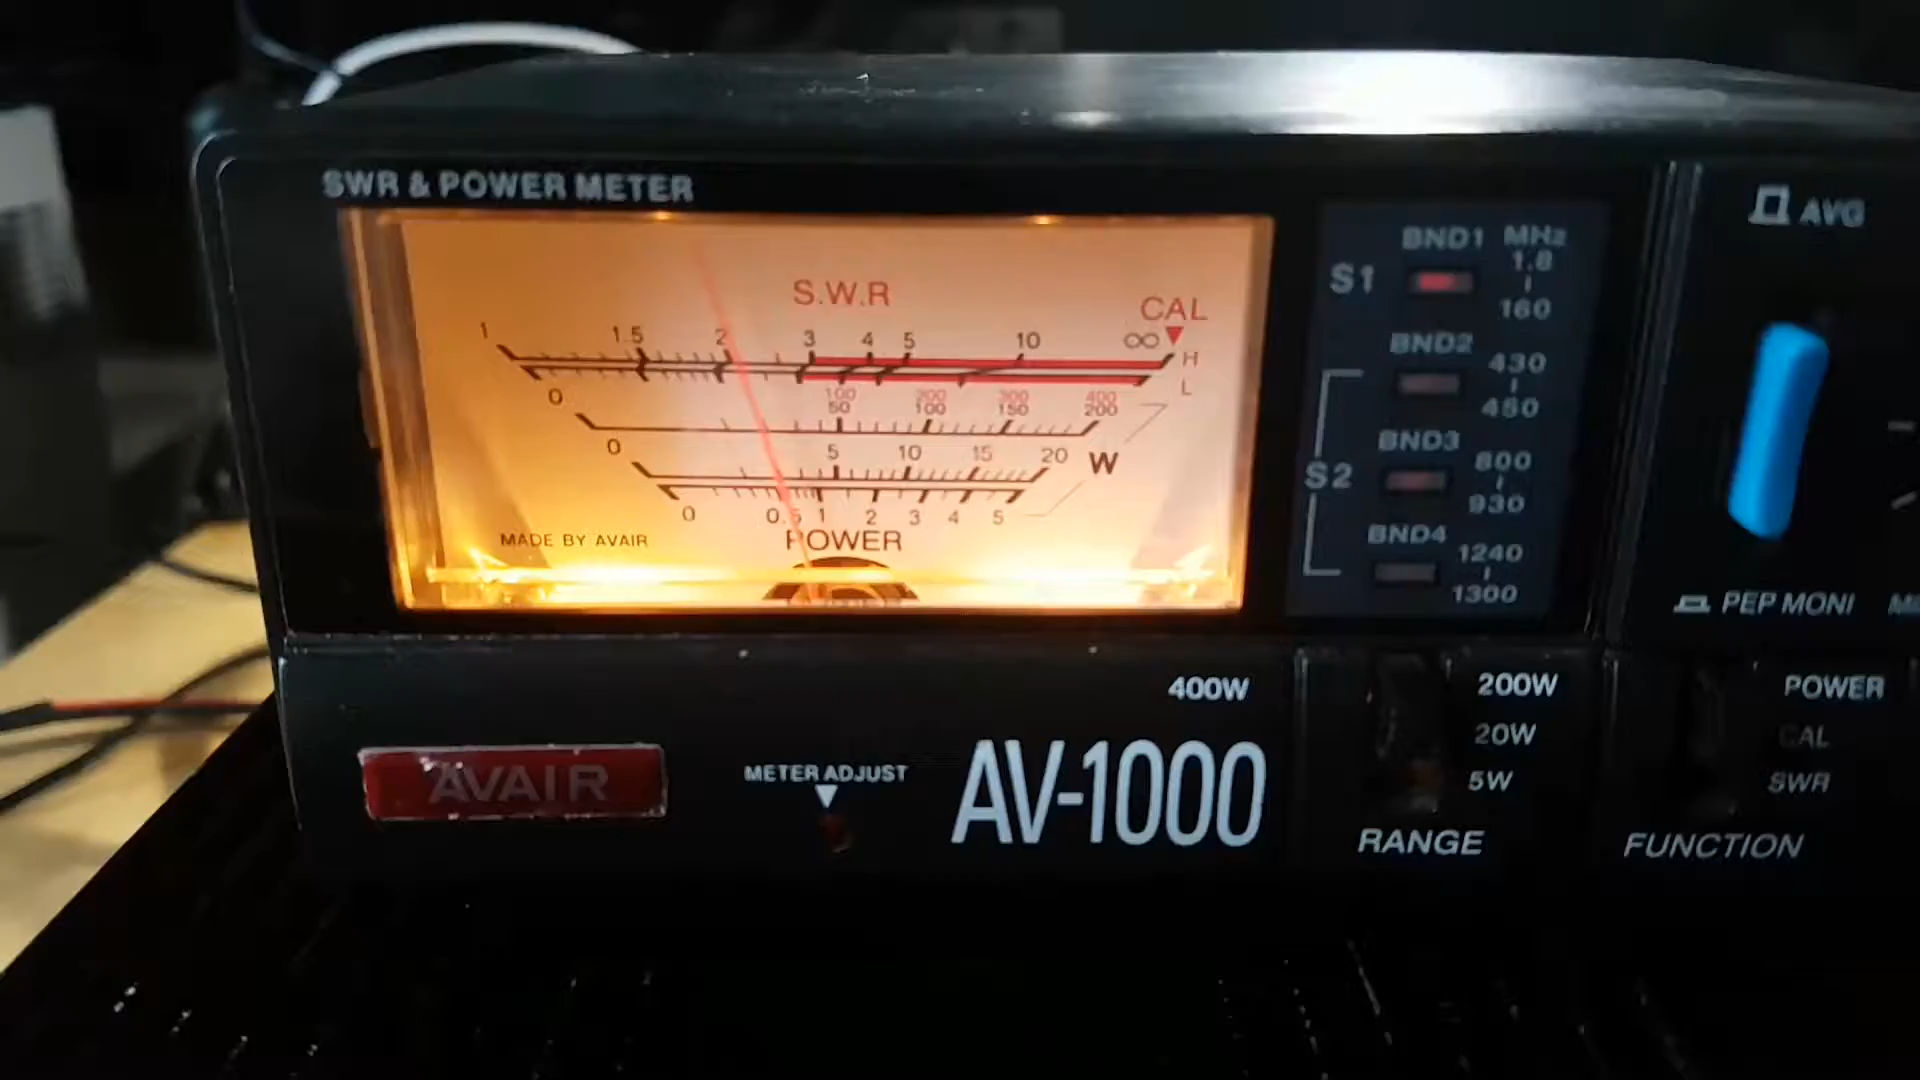 SWR & POWER METER
S.W.R
CAL
1 1.5 2 3 4 5 10 ∞
H
L
0 100 200 300 400
50 100 150 200
0 5 10 15 20 W
0 0.5 1 2 3 4 5
MADE BY AVAIR
POWER
BND1 MHz
S1 1.8
160
BND2 430
450
BND3 800
S2 930
BND4 1240
1300
AVG
PEP MONI
400W
200W
20W
5W
RANGE
POWER
CAL
SWR
FUNCTION
AVAIR
METER ADJUST
AV-1000